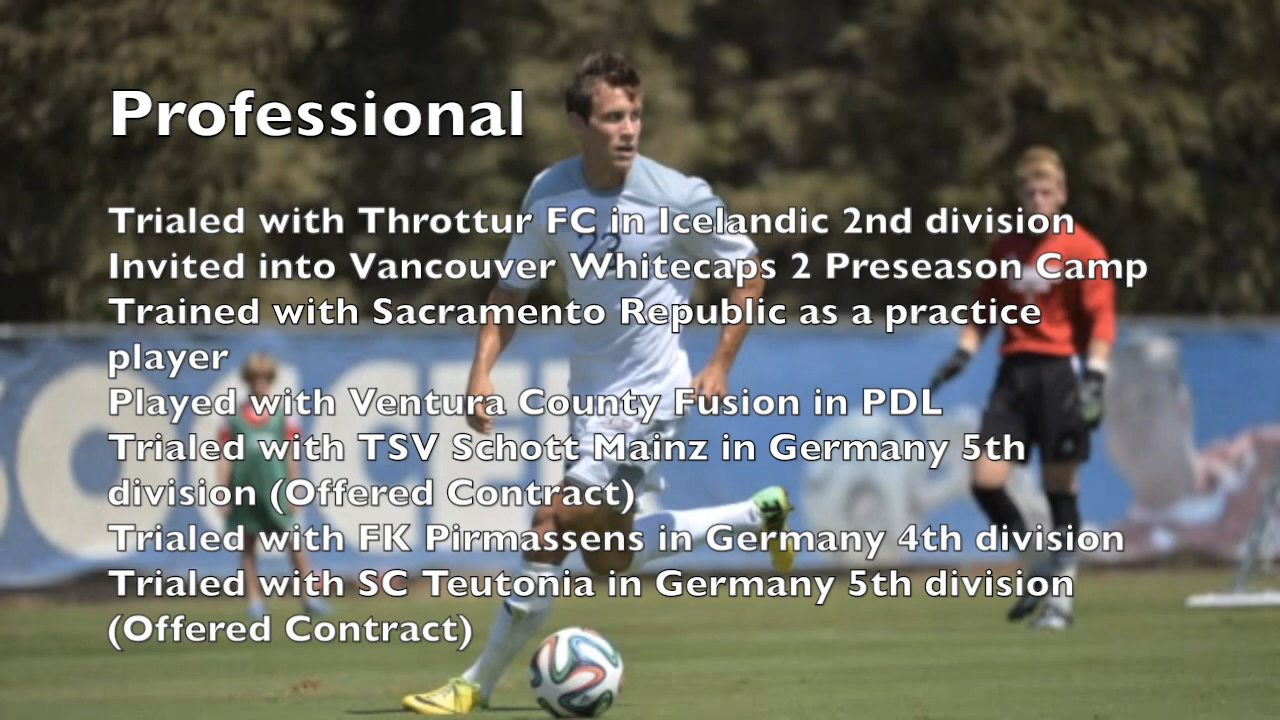 Professional
Trialed with Throttur FC in Icelandic 2nd division
Invited into Vancouver Whitecaps 2 Preseason Camp
Trained with Sacramento Republic as a practice
player
Played with Ventura County Fusion in PDL
Trialed with TSV Schott Mainz in Germany 5th
division (Offered Contract)
Trialed with FK Pirmassens in Germany 4th division
Trialed with SC Teutonia in Germany 5th division
(Offered Contract)
23
SOCCE